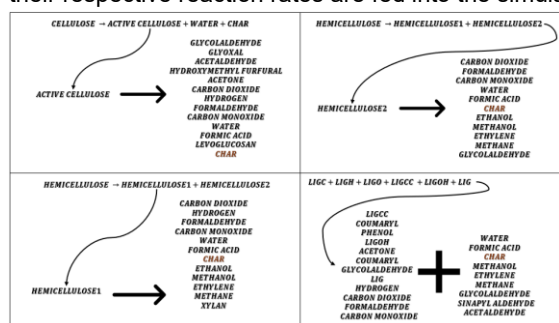 their respective reaction rates are fed into the simula
CELLULOSE → ACTIVE CELLULOSE + WATER + CHAR
GLYCOLALDEHYDE
GLYOXAL
ACETALDEHYDE
HYDROXYMETHYL FURFURAL
ACETONE
CARBON DIOXIDE
HYDROGEN
FORMALDEHYDE
CARBON MONOXIDE
WATER
FORMIC ACID
LEVOGLUCOSAN
CHAR
ACTIVE CELLULOSE
HEMICELLULOSE → HEMICELLULOSE1 + HEMICELLULOSE2
CARBON DIOXIDE
FORMALDEHYDE
CARBON MONOXIDE
WATER
FORMIC ACID
CHAR
ETHANOL
METHANOL
ETHYLENE
METHANE
GLYCOLALDEHYDE
HEMICELLULOSE2
HEMICELLULOSE → HEMICELLULOSE1 + HEMICELLULOSE2
CARBON DIOXIDE
HYDROGEN
FORMALDEHYDE
CARBON MONOXIDE
WATER
FORMIC ACID
CHAR
ETHANOL
METHANOL
ETHYLENE
METHANE
XYLAN
HEMICELLULOSE1
LIGC + LIGH + LIGO + LIGCC + LIGOH + LIG
LIGCC
COUMARYL
PHENOL
LIGOH
ACETONE
COUMARYL
GLYCOLALDEHYDE
LIG
HYDROGEN
CARBON DIOXIDE
FORMALDEHYDE
CARBON MONOXIDE
+
WATER
FORMIC ACID
CHAR
METHANOL
ETHYLENE
METHANE
GLYCOLALDEHYDE
SINAPYL ALDEHYDE
ACETALDEHYDE